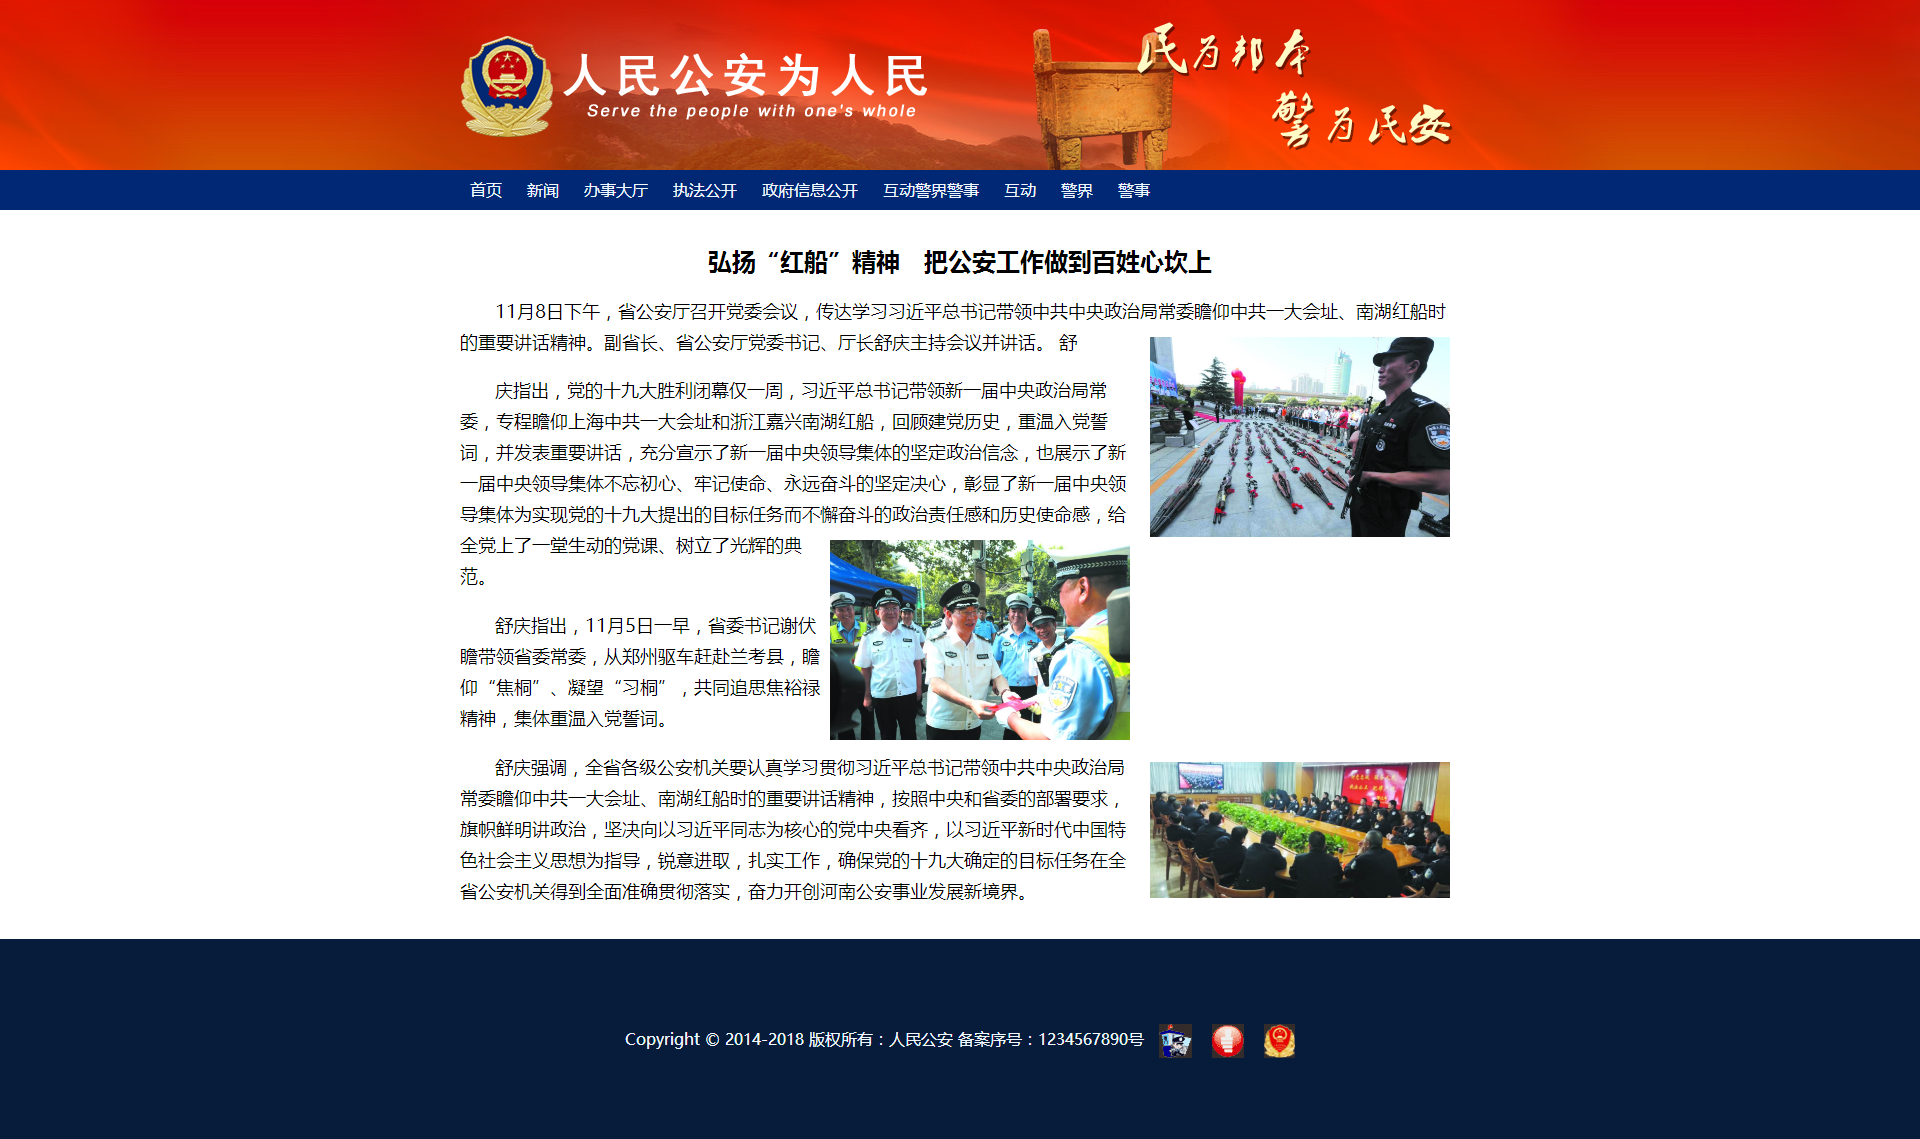 人民公安为人民
Serve the people with one's whole
民为邦本
警为民安
首页 新闻 办事大厅 执法公开 政府信息公开 互动警界警事 互动 警界 警事
弘扬“红船”精神　把公安工作做到百姓心坎上
11月8日下午，省公安厅召开党委会议，传达学习习近平总书记带领中共中央政治局常委瞻仰中共一大会址、南湖红船时
的重要讲话精神。副省长、省公安厅党委书记、厅长舒庆主持会议并讲话。 舒
庆指出，党的十九大胜利闭幕仅一周，习近平总书记带领新一届中央政治局常
委，专程瞻仰上海中共一大会址和浙江嘉兴南湖红船，回顾建党历史，重温入党誓
词，并发表重要讲话，充分宣示了新一届中央领导集体的坚定政治信念，也展示了新
一届中央领导集体不忘初心、牢记使命、永远奋斗的坚定决心，彰显了新一届中央领
导集体为实现党的十九大提出的目标任务而不懈奋斗的政治责任感和历史使命感，给
全党上了一堂生动的党课、树立了光辉的典
范。
舒庆指出，11月5日一早，省委书记谢伏
瞻带领省委常委，从郑州驱车赶赴兰考县，瞻
仰“焦桐”、凝望“习桐”，共同追思焦裕禄
精神，集体重温入党誓词。
舒庆强调，全省各级公安机关要认真学习贯彻习近平总书记带领中共中央政治局
常委瞻仰中共一大会址、南湖红船时的重要讲话精神，按照中央和省委的部署要求，
旗帜鲜明讲政治，坚决向以习近平同志为核心的党中央看齐，以习近平新时代中国特
色社会主义思想为指导，锐意进取，扎实工作，确保党的十九大确定的目标任务在全
省公安机关得到全面准确贯彻落实，奋力开创河南公安事业发展新境界。
Copyright © 2014-2018 版权所有：人民公安 备案序号：1234567890号